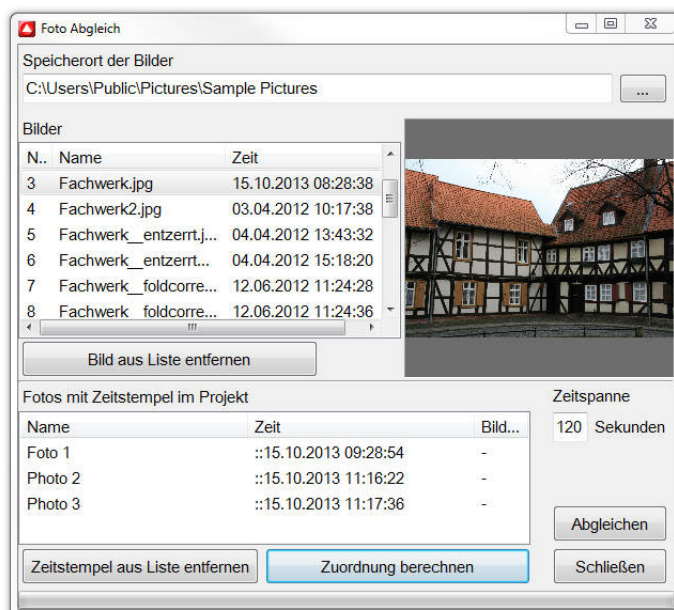 Foto Abgleich
Speicherort der Bilder
C:\Users\Public\Pictures\Sample Pictures
...
Bilder
N.. Name Zeit
3 Fachwerk.jpg 15.10.2013 08:28:38
4 Fachwerk2.jpg 03.04.2012 10:17:38
5 Fachwerk__entzerrt.j... 04.04.2012 13:43:32
6 Fachwerk__entzerrt... 04.04.2012 15:18:20
7 Fachwerk__foldcorre... 12.06.2012 11:24:28
8 Fachwerk__foldcorre... 12.06.2012 11:24:36
Bild aus Liste entfernen
Fotos mit Zeitstempel im Projekt
Zeitspanne
Name Zeit Bild...
120 Sekunden
Foto 1 ::15.10.2013 09:28:54 -
Photo 2 ::15.10.2013 11:16:22 -
Photo 3 ::15.10.2013 11:17:36 -
Abgleichen
Zeitstempel aus Liste entfernen
Zuordnung berechnen
Schließen